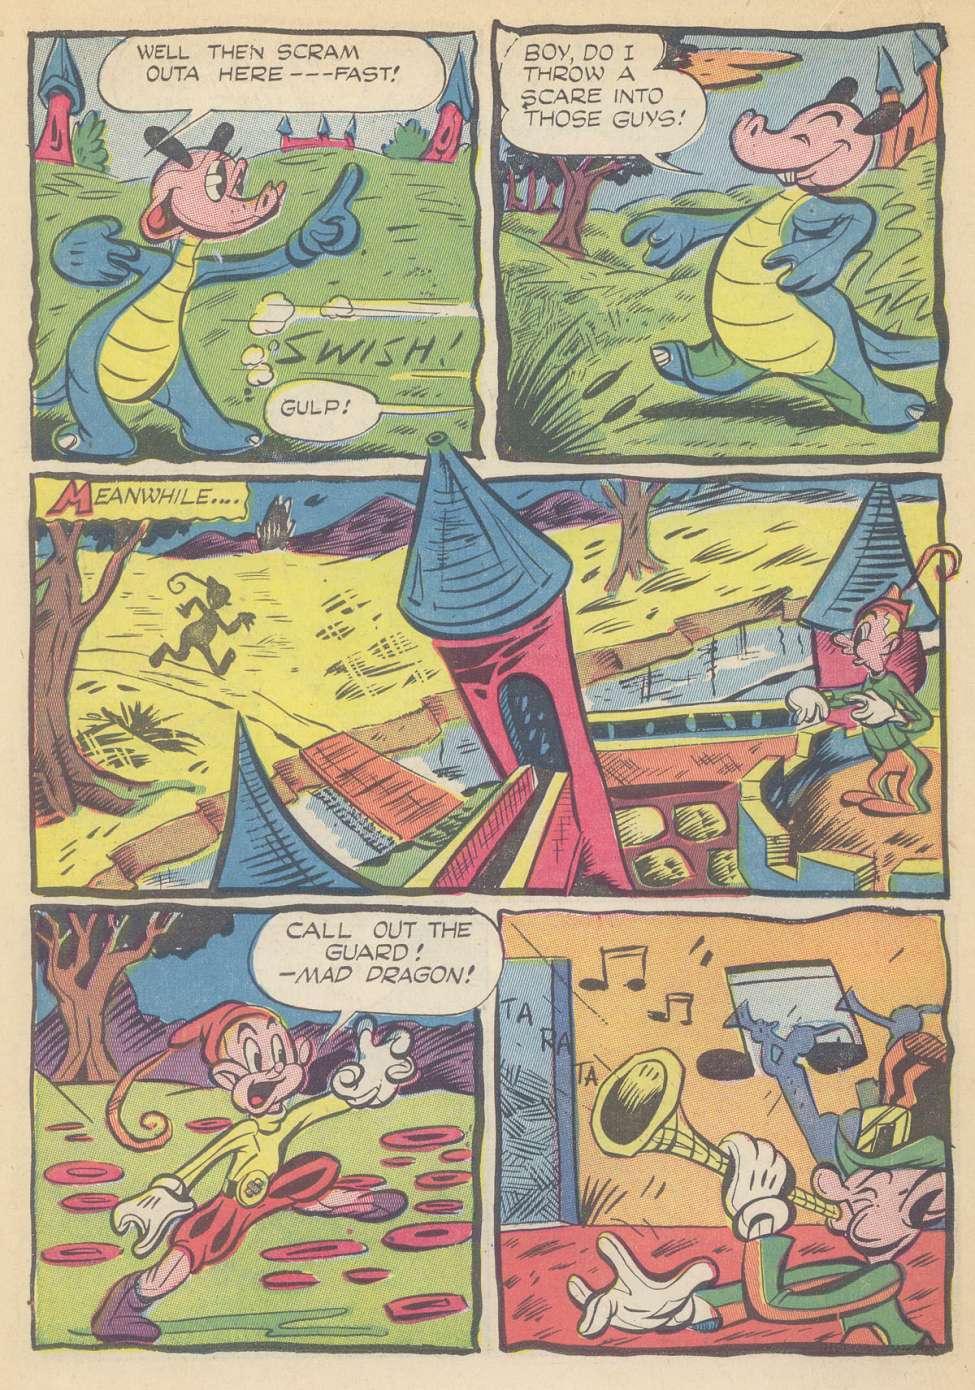 WELL THEN SCRAM
OUTA HERE---FAST!
SWISH!
GULP!
BOY, DO I
THROW A
SCARE INTO
THOSE GUYS!
MEANWHILE....
CALL OUT THE
GUARD!
-MAD DRAGON!
TA
RA
TA